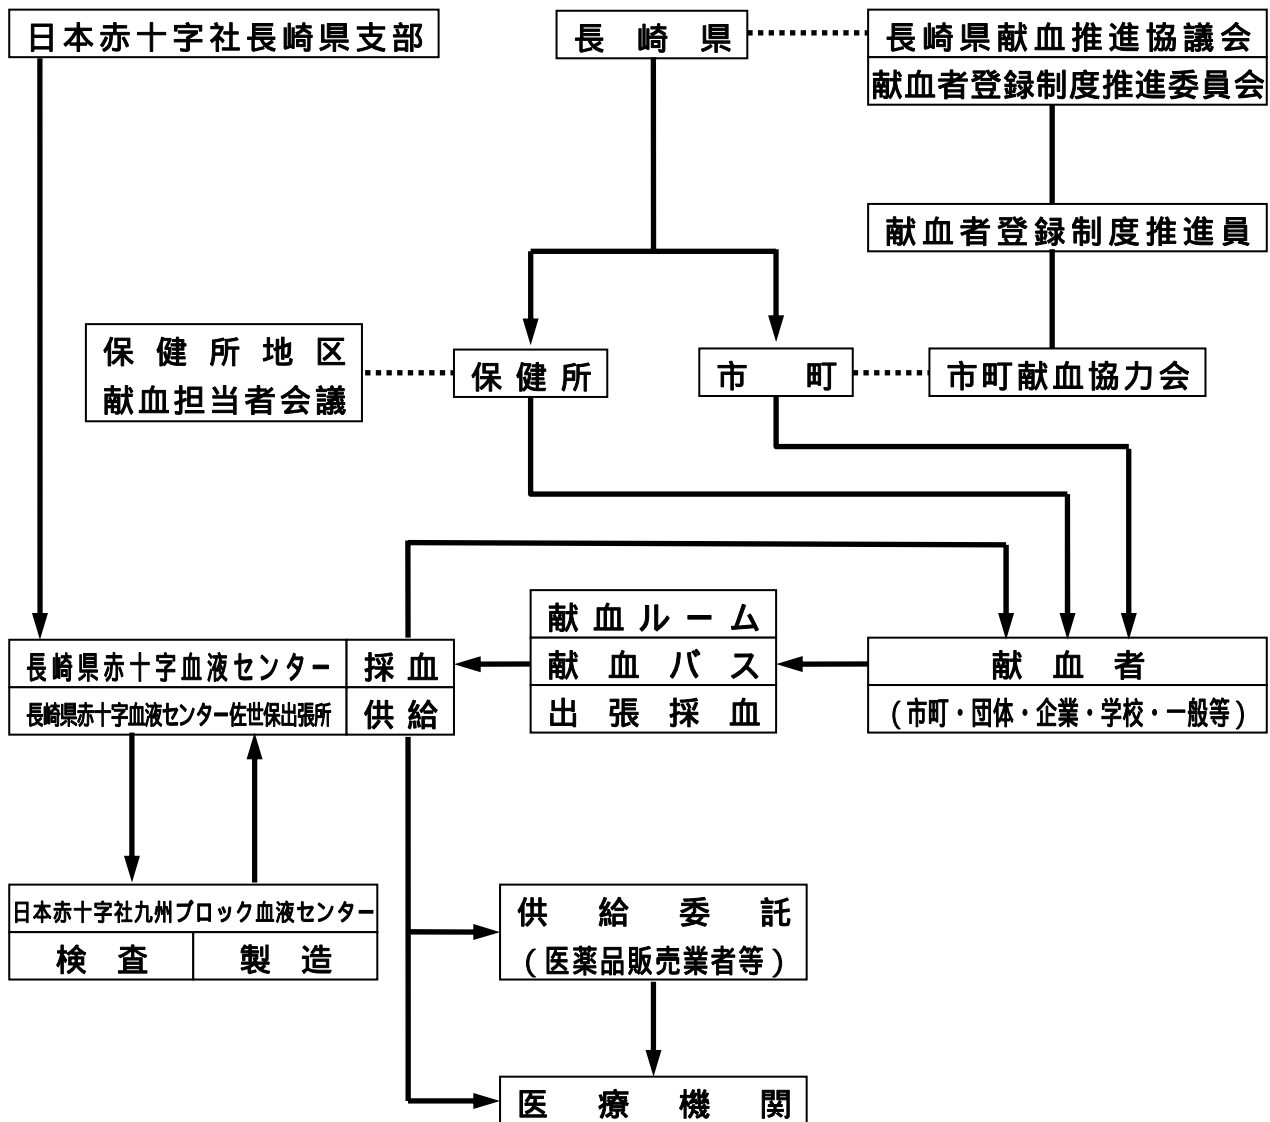 日本赤十字社長崎県支部
長崎県
長崎県献血推進協議会
献血者登録制度推進委員会
献血者登録制度推進員
保健所地区
献血担当者会議
保健所
市町
市町献血協力会
献血ルーム
献血バス
出張採血
長崎県赤十字血液センター
採血
長崎県赤十字血液センター佐世保出張所
供給
献血者
（市町・団体・企業・学校・一般等）
日本赤十字社九州ブロック血液センター
検査
製造
供給委託
（医薬品販売業者等）
医療機関